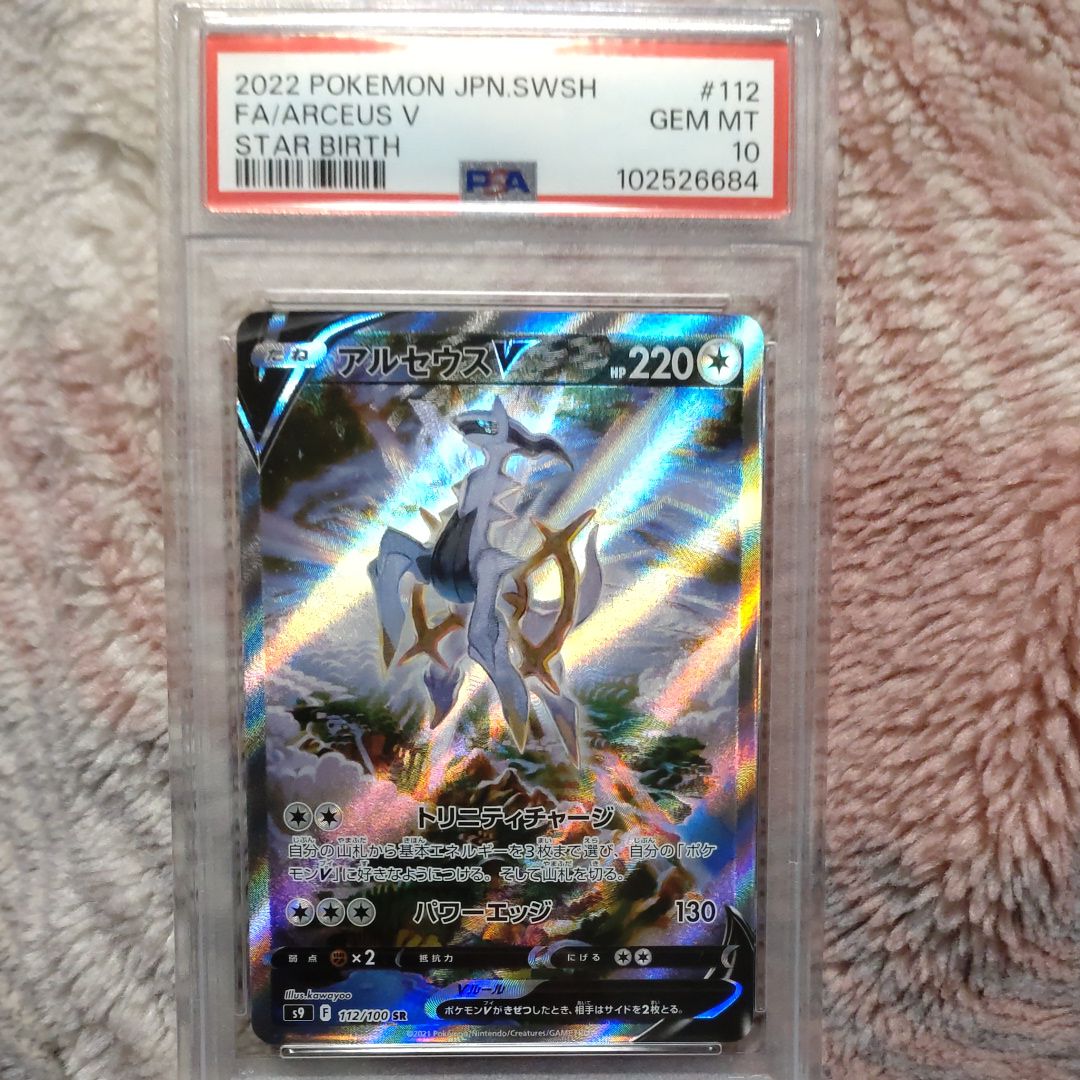 2022 POKEMON JPN.SWSH #112
FA/ARCEUS V GEM MT
STAR BIRTH 10
PSA 102526684
たね アルセウスV HP 220
トリニティチャージ
自分の山札から基本エネルギーを3枚まで選び、自分の「ポケ
モンV」に好きなようにつける。そして山札を切る。
パワーエッジ 130
弱点 ×2 抵抗力 にげる
Vルール
ポケモンVがきぜつしたとき、相手はサイドを2枚とる。
Illus.kawayoo
s9 F 112/100 SR
©2021 Pokémon/Nintendo/Creatures/GAME FREAK